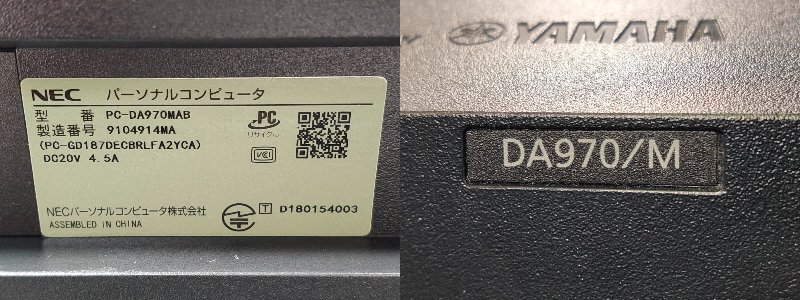 NEC パーソナルコンピュータ
型 番 PC-DA970MAB
製造番号 9104914MA
(PC-GD187DECBRLFA2YCA)
DC20V 4.5A
PC
リサイクル
VCI
NECパーソナルコンピュータ株式会社
ASSEMBLED IN CHINA
T D180154003
YAMAHA
DA970/M